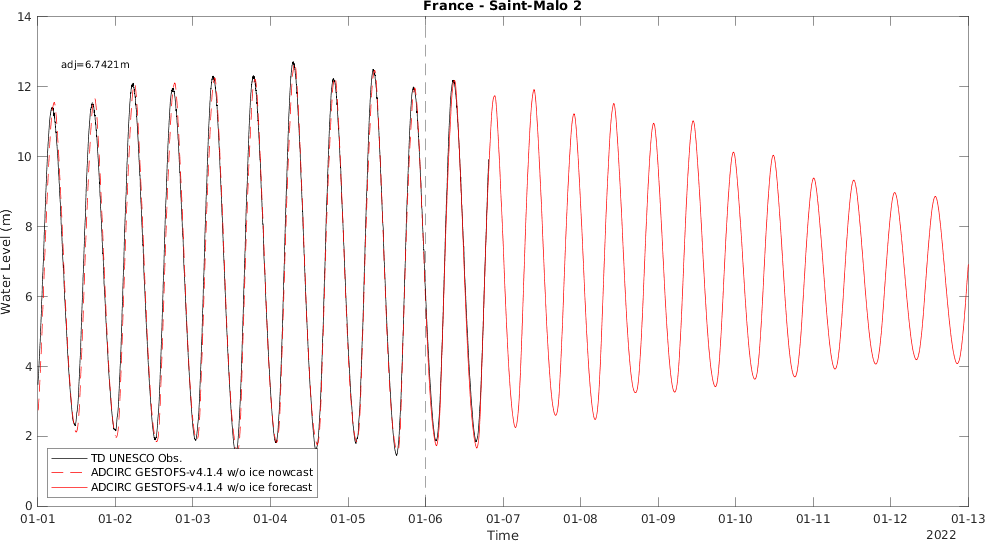 France - Saint-Malo 2
14
12
10
8
6
4
2
0
Water Level (m)
adj=6.7421m
TD UNESCO Obs.
ADCIRC GESTOFS-v4.1.4 w/o ice nowcast
ADCIRC GESTOFS-v4.1.4 w/o ice forecast
01-01 01-02 01-03 01-04 01-05 01-06 01-07 01-08 01-09 01-10 01-11 01-12 01-13
Time
2022